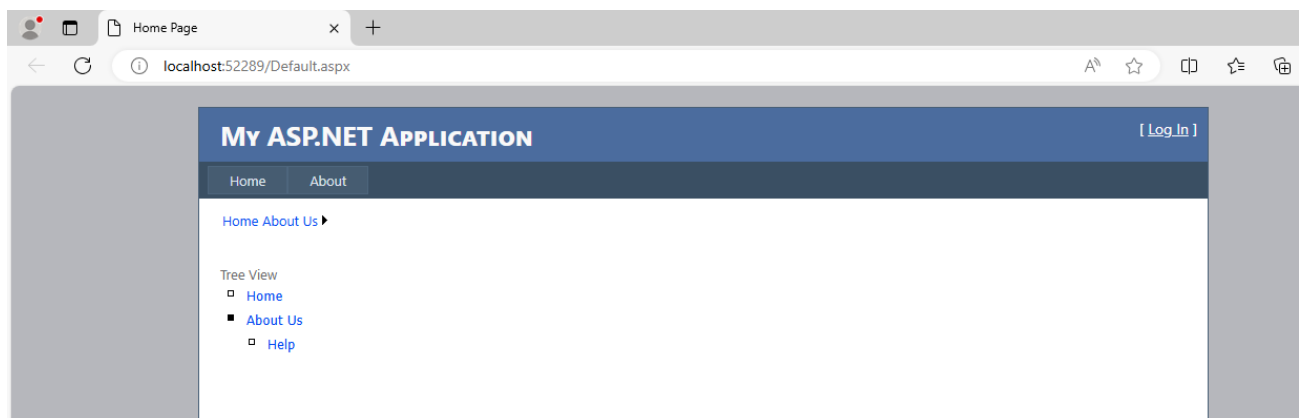 Home Page
localhost:52289/Default.aspx
MY ASP.NET APPLICATION
[ Log In ]
Home About
Home About Us
Tree View
Home
About Us
Help